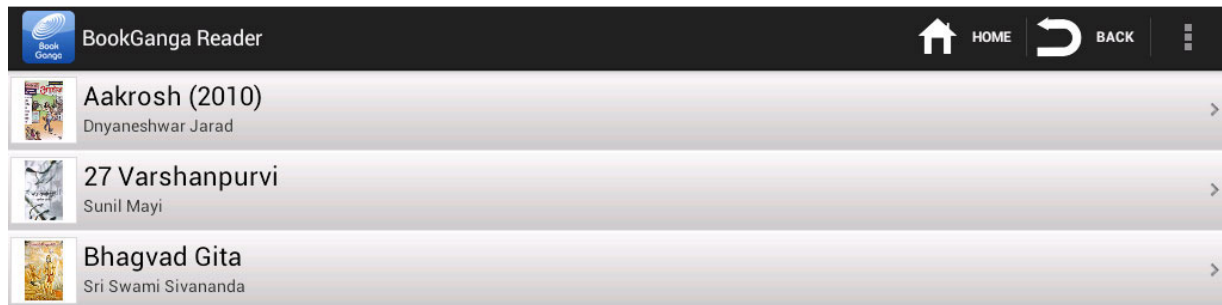 Book
Ganga
BookGanga Reader
HOME
BACK
Aakrosh (2010)
Dnyaneshwar Jarad
27 Varshanpurvi
Sunil Mayi
Bhagvad Gita
Sri Swami Sivananda